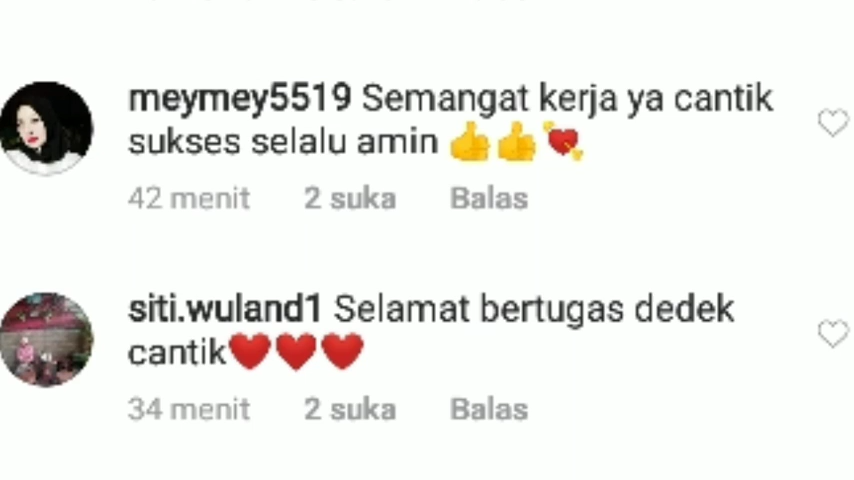 meymey5519 Semangat kerja ya cantik
sukses selalu amin 👍👍💘
42 menit 2 suka Balas
siti.wuland1 Selamat bertugas dedek
cantik❤❤❤
34 menit 2 suka Balas